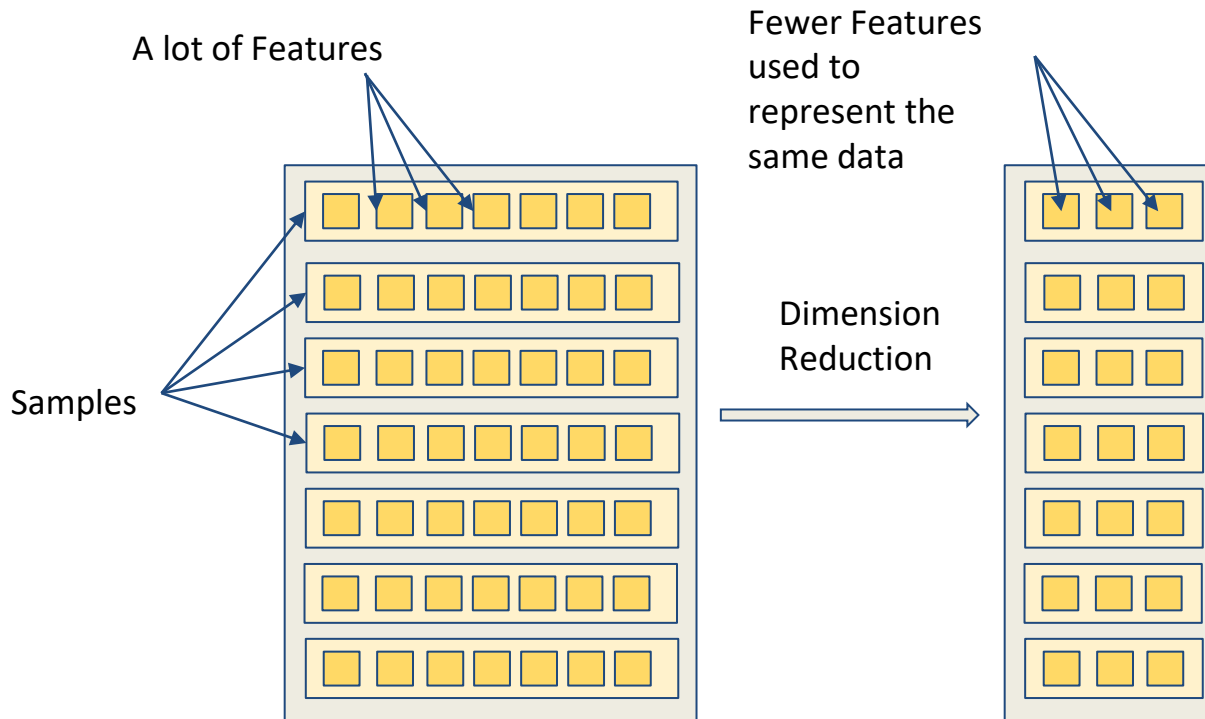 A lot of Features
Fewer Features
used to
represent the
same data
Samples
Dimension
Reduction